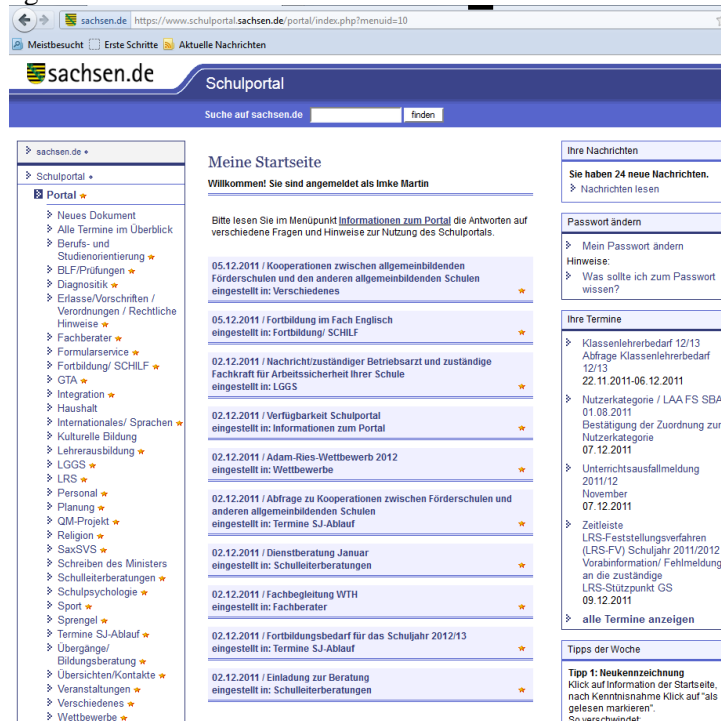 sachsen.de https://www.schulportal.sachsen.de/portal/index.php?menuid=10
Meistbesucht Erste Schritte Aktuelle Nachrichten
sachsen.de
Schulportal
Suche auf sachsen.de finden
sachsen.de
Schulportal
Portal
Neues Dokument
Alle Termine im Überblick
Berufs- und
Studienorientierung
BLF/Prüfungen
Diagnositik
Erlasse/Vorschriften /
Verordnungen / Rechtliche
Hinweise
Fachberater
Formularservice
Fortbildung/ SCHILF
GTA
Integration
Haushalt
Internationales/ Sprachen
Kulturelle Bildung
Lehrerausbildung
LGGS
LRS
Personal
Planung
QM-Projekt
Religion
SaxSVS
Schreiben des Ministers
Schulleiterberatungen
Schulpsychologie
Sport
Sprengel
Termine SJ-Ablauf
Übergänge/
Bildungsberatung
Übersichten/Kontakte
Veranstaltungen
Verschiedenes
Wettbewerbe
Meine Startseite
Willkommen! Sie sind angemeldet als Imke Martin
Bitte lesen Sie im Menüpunkt Informationen zum Portal die Antworten auf
verschiedene Fragen und Hinweise zur Nutzung des Schulportals.
05.12.2011 / Kooperationen zwischen allgemeinbildenden
Förderschulen und den anderen allgemeinbildenden Schulen
eingestellt in: Verschiedenes
05.12.2011 / Fortbildung im Fach Englisch
eingestellt in: Fortbildung/ SCHILF
02.12.2011 / Nachricht/zuständiger Betriebsarzt und zuständige
Fachkraft für Arbeitssicherheit Ihrer Schule
eingestellt in: LGGS
02.12.2011 / Verfügbarkeit Schulportal
eingestellt in: Informationen zum Portal
02.12.2011 / Adam-Ries-Wettbewerb 2012
eingestellt in: Wettbewerbe
02.12.2011 / Abfrage zu Kooperationen zwischen Förderschulen und
anderen allgemeinbildenden Schulen
eingestellt in: Termine SJ-Ablauf
02.12.2011 / Dienstberatung Januar
eingestellt in: Schulleiterberatungen
02.12.2011 / Fachbegleitung WTH
eingestellt in: Fachberater
02.12.2011 / Fortbildungsbedarf für das Schuljahr 2012/13
eingestellt in: Termine SJ-Ablauf
02.12.2011 / Einladung zur Beratung
eingestellt in: Schulleiterberatungen
Ihre Nachrichten
Sie haben 24 neue Nachrichten.
Nachrichten lesen
Passwort ändern
Mein Passwort ändern
Hinweise:
Was sollte ich zum Passwort
wissen?
Ihre Termine
Klassenlehrerbedarf 12/13
Abfrage Klassenlehrerbedarf
12/13
22.11.2011-06.12.2011
Nutzerkategorie / LAA FS SBA
01.08.2011
Bestätigung der Zuordnung zur
Nutzerkategorie
07.12.2011
Unterrichtsausfallmeldung
2011/12
November
07.12.2011
Zeitleiste
LRS-Feststellungsverfahren
(LRS-FV) Schuljahr 2011/2012
Vorabinformation/ Fehlmeldung
an die zuständige
LRS-Stützpunkt GS
09.12.2011
alle Termine anzeigen
Tipps der Woche
Tipp 1: Neukennzeichnung
Klick auf Information der Startseite,
nach Kenntnisnahme Klick auf "als
gelesen markieren".
So verschwindet: